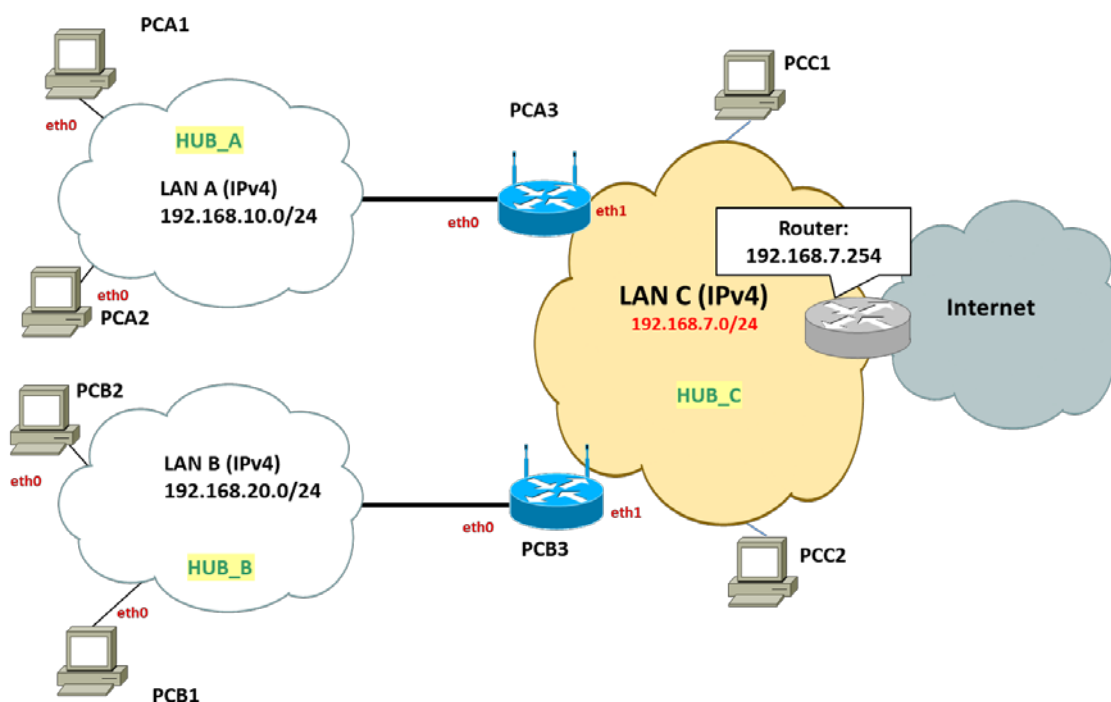 PCA1
eth0
HUB_A
LAN A (IPv4)
192.168.10.0/24
eth0
PCA2
PCA3
eth0
eth1
PCC1
Router:
192.168.7.254
LAN C (IPv4)
192.168.7.0/24
HUB_C
Internet
PCB2
eth0
LAN B (IPv4)
192.168.20.0/24
HUB_B
eth0
PCB1
eth0
eth1
PCB3
PCC2